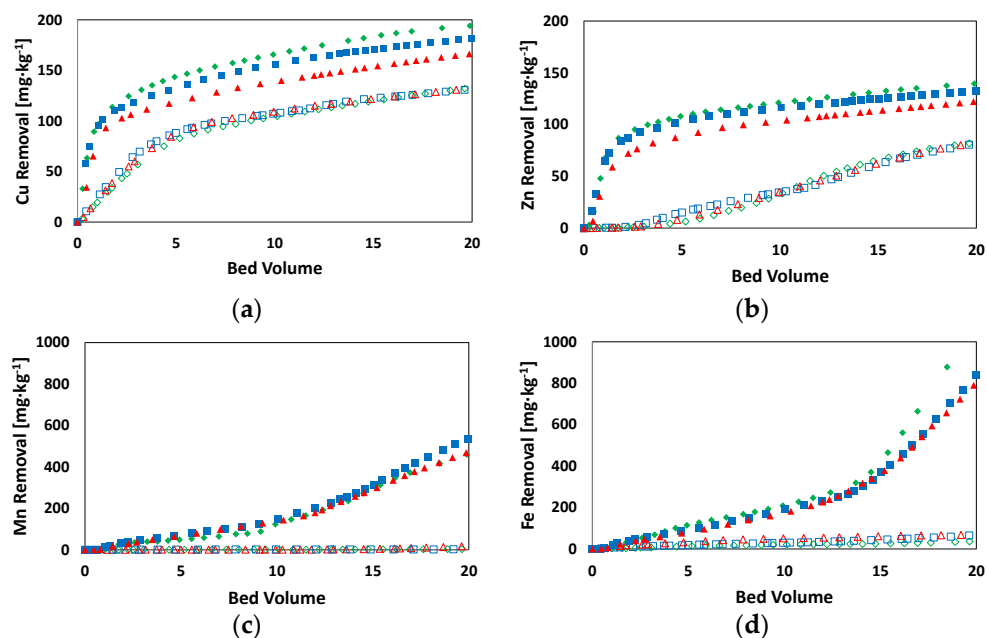 200
150
100
50
0
Cu Removal [mg·kg⁻¹]
0 5 10 15 20
Bed Volume
(a)
200
150
100
50
0
Zn Removal [mg·kg⁻¹]
0 5 10 15 20
Bed Volume
(b)
1000
800
600
400
200
0
Mn Removal [mg·kg⁻¹]
0 5 10 15 20
Bed Volume
(c)
1000
800
600
400
200
0
Fe Removal [mg·kg⁻¹]
0 5 10 15 20
Bed Volume
(d)